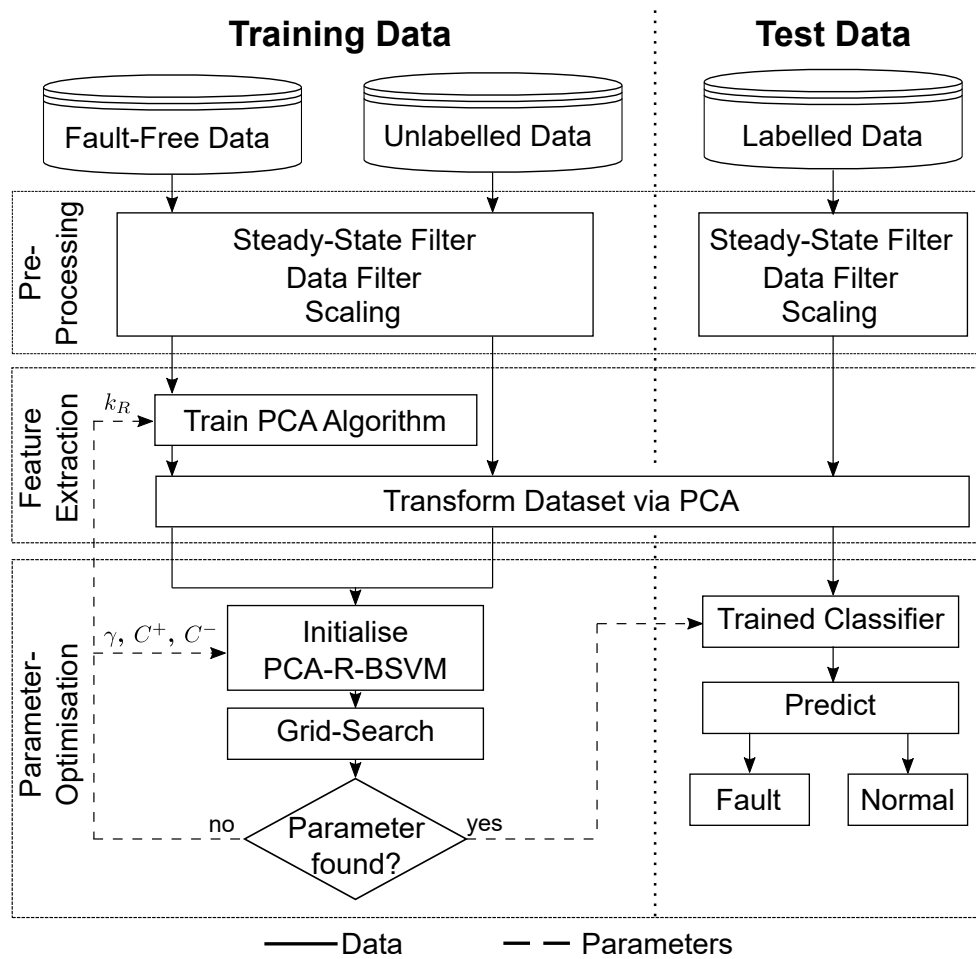 Training Data
Test Data
Fault-Free Data
Unlabelled Data
Labelled Data
Pre-
Processing
Steady-State Filter
Data Filter
Scaling
Steady-State Filter
Data Filter
Scaling
Feature
Extraction
k_R
Train PCA Algorithm
Transform Dataset via PCA
Parameter-
Optimisation
γ, C⁺, C⁻
Initialise
PCA-R-BSVM
Grid-Search
no
Parameter
found?
yes
Trained Classifier
Predict
Fault
Normal
Data
Parameters